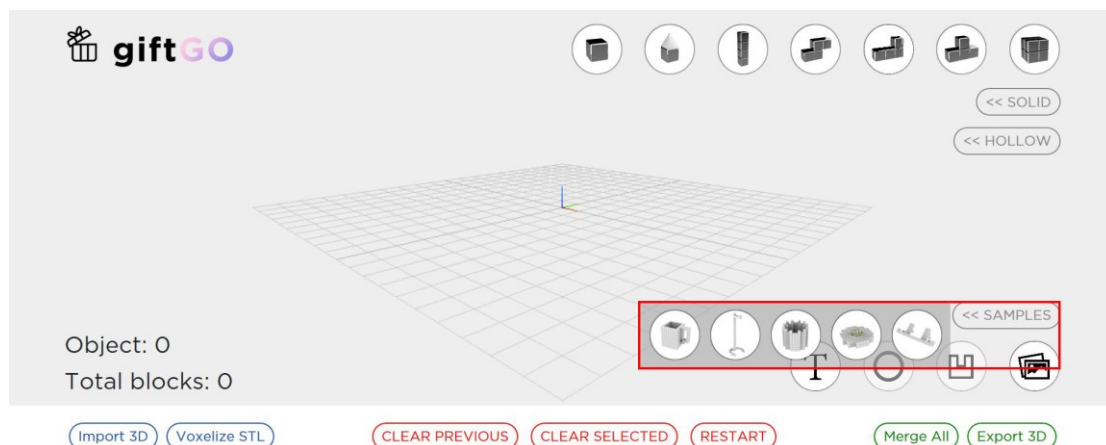 giftGO
<< SOLID
<< HOLLOW
<< SAMPLES
T
Object: 0
Total blocks: 0
Import 3D Voxelize STL CLEAR PREVIOUS CLEAR SELECTED RESTART Merge All Export 3D